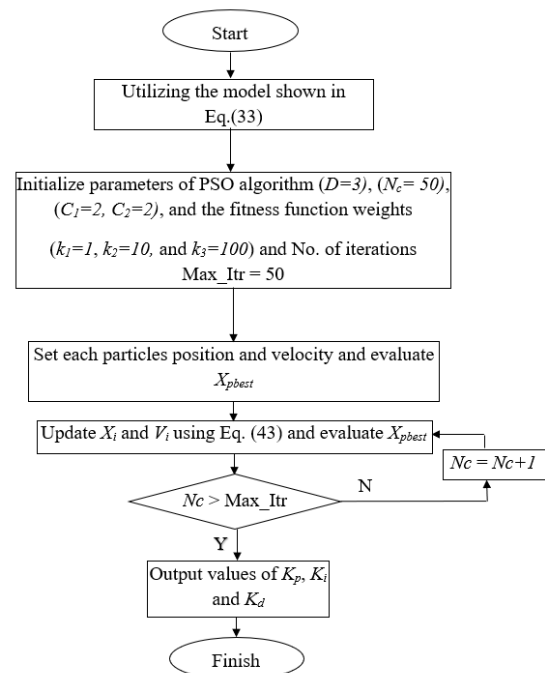 Start
Utilizing the model shown in
Eq.(33)
Initialize parameters of PSO algorithm (D=3), (Nc= 50),
(C1=2, C2=2), and the fitness function weights
(k1=1, k2=10, and k3=100) and No. of iterations
Max_Itr = 50
Set each particles position and velocity and evaluate
Xpbest
Update Xi and Vi using Eq. (43) and evaluate Xpbest
Nc = Nc+1
Nc > Max_Itr
N
Y
Output values of Kp, Ki
and Kd
Finish